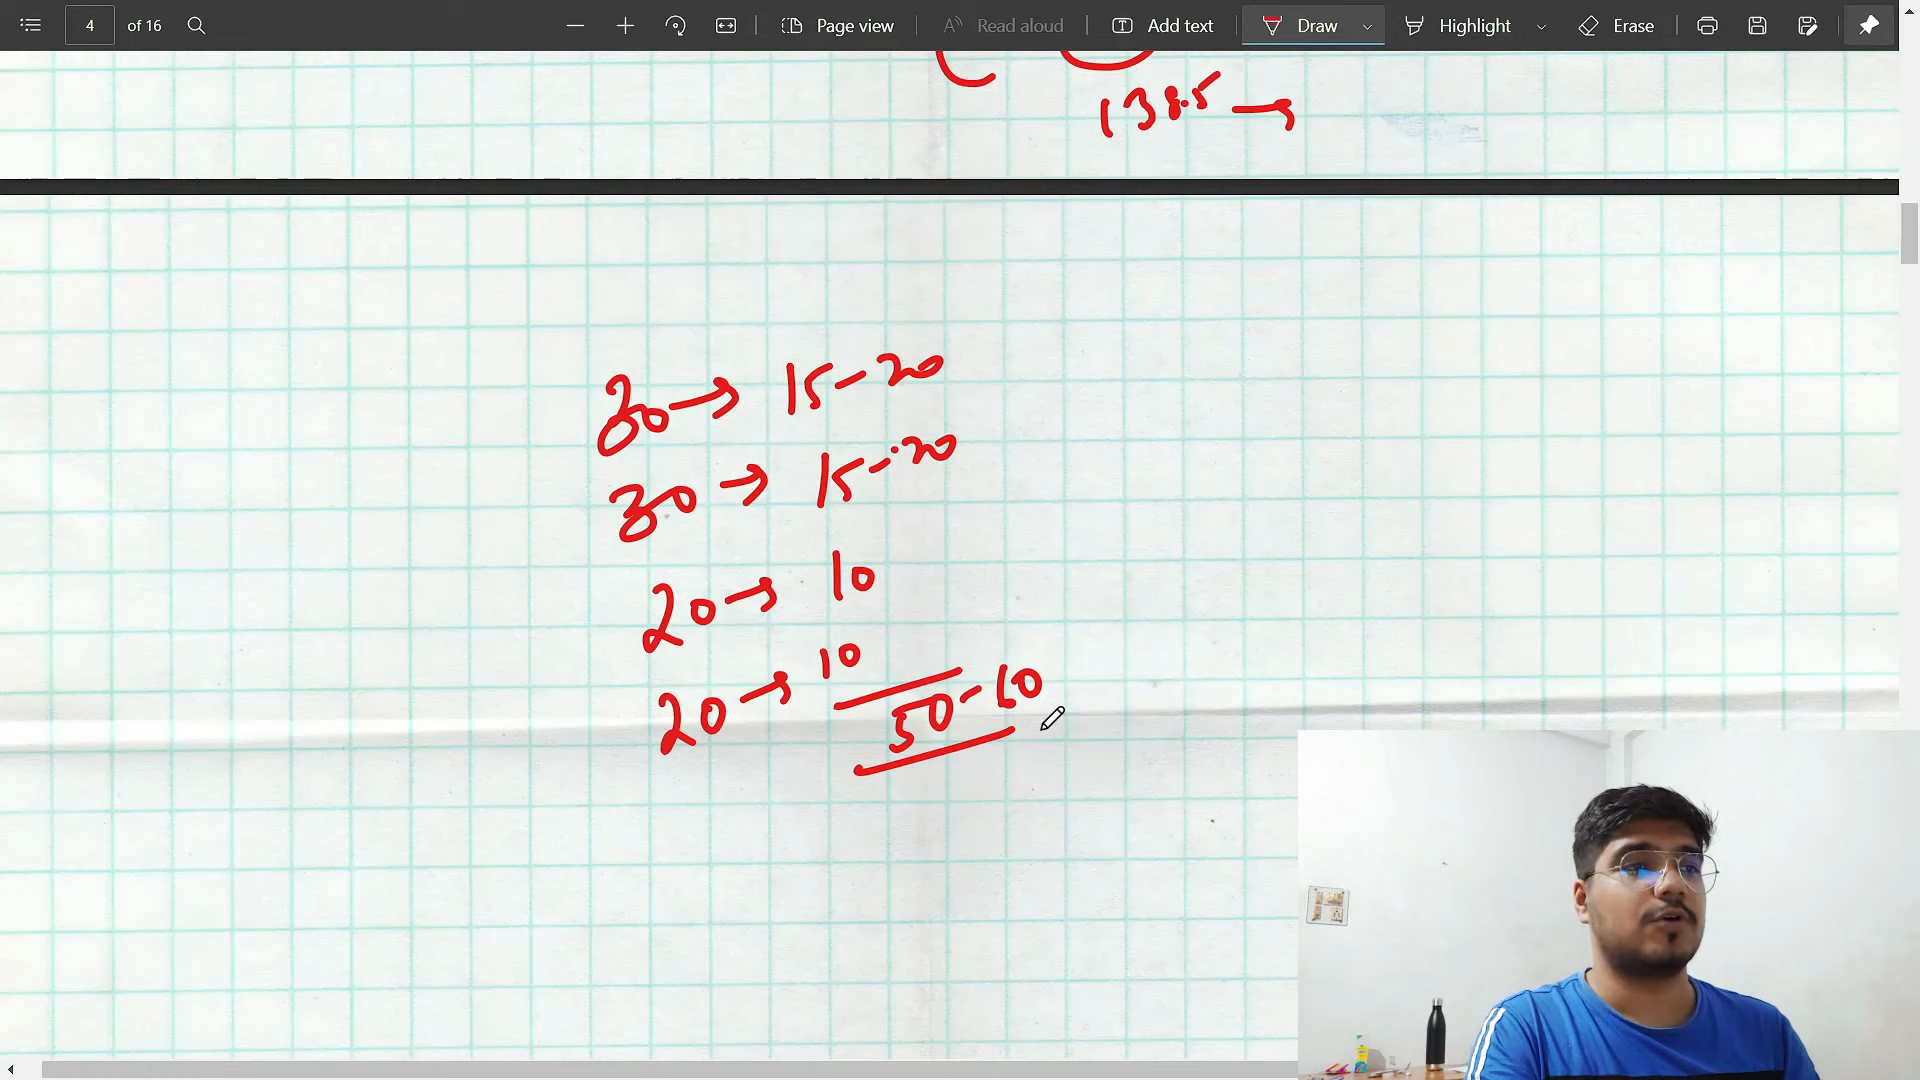 4 of 16 Page view Read aloud Add text Draw Highlight Erase
138.5 →
30 → 15-20
30 → 15-20
20 → 10
20 → 10
50-60